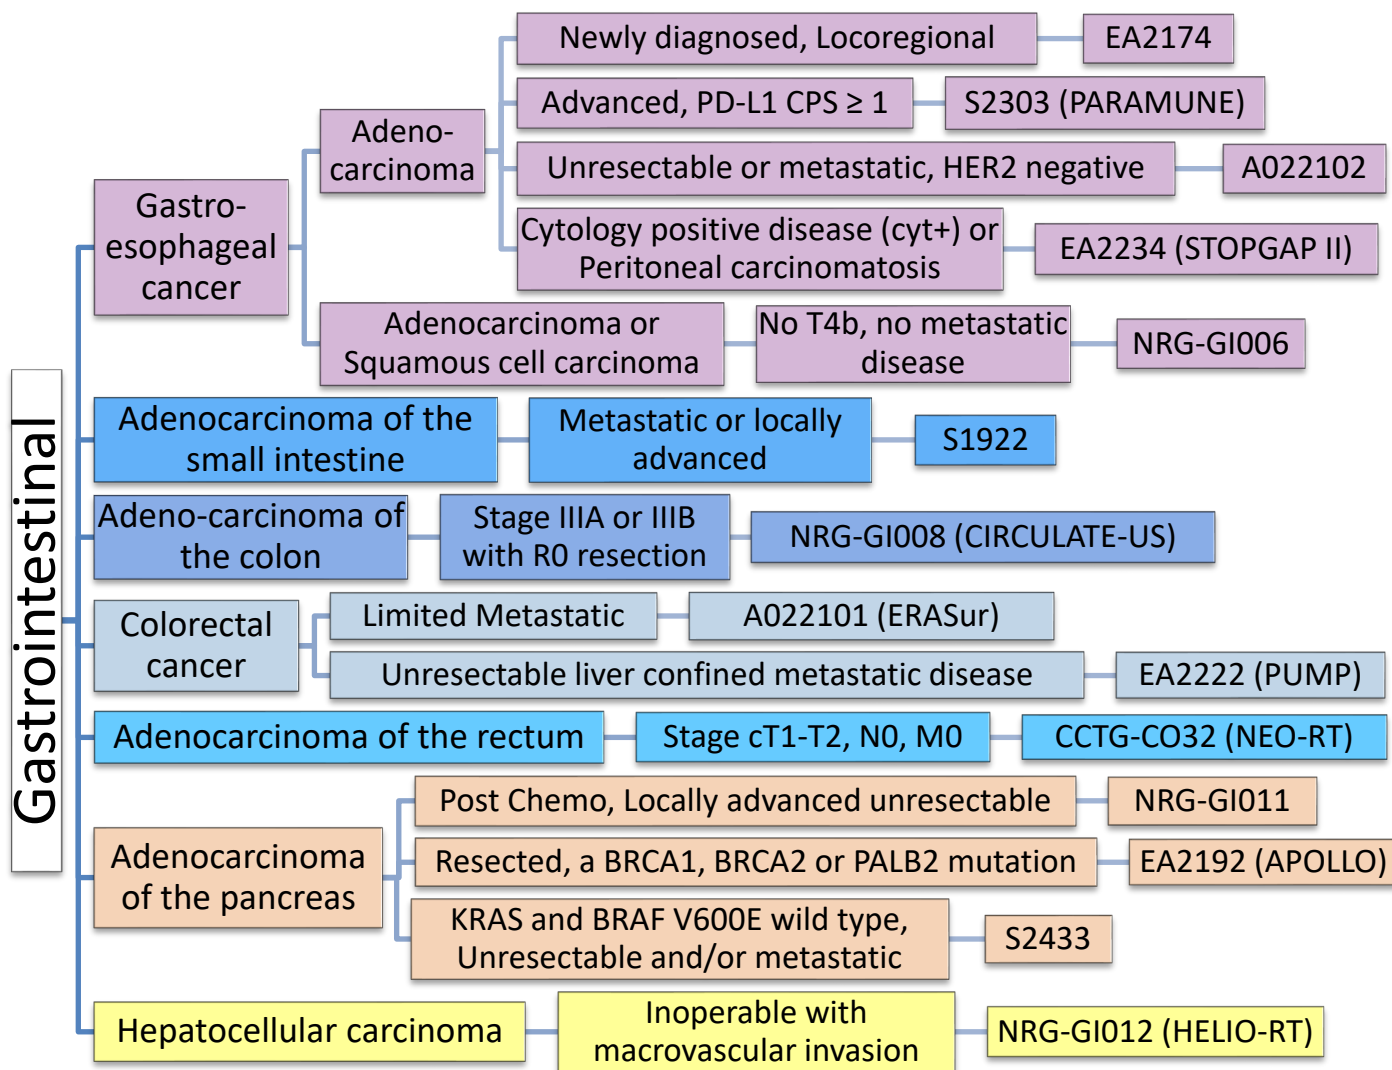 Gastrointestinal
Gastro-
esophageal
cancer
Adeno-
carcinoma
Newly diagnosed, Locoregional
EA2174
Advanced, PD-L1 CPS ≥ 1
S2303 (PARAMUNE)
Unresectable or metastatic, HER2 negative
A022102
Cytology positive disease (cyt+) or
Peritoneal carcinomatosis
EA2234 (STOPGAP II)
Adenocarcinoma or
Squamous cell carcinoma
No T4b, no metastatic
disease
NRG-GI006
Adenocarcinoma of the
small intestine
Metastatic or locally
advanced
S1922
Adeno-carcinoma of
the colon
Stage IIIA or IIIB
with R0 resection
NRG-GI008 (CIRCULATE-US)
Colorectal
cancer
Limited Metastatic
A022101 (ERASur)
Unresectable liver confined metastatic disease
EA2222 (PUMP)
Adenocarcinoma of the rectum
Stage cT1-T2, N0, M0
CCTG-CO32 (NEO-RT)
Adenocarcinoma
of the pancreas
Post Chemo, Locally advanced unresectable
NRG-GI011
Resected, a BRCA1, BRCA2 or PALB2 mutation
EA2192 (APOLLO)
KRAS and BRAF V600E wild type,
Unresectable and/or metastatic
S2433
Hepatocellular carcinoma
Inoperable with
macrovascular invasion
NRG-GI012 (HELIO-RT)